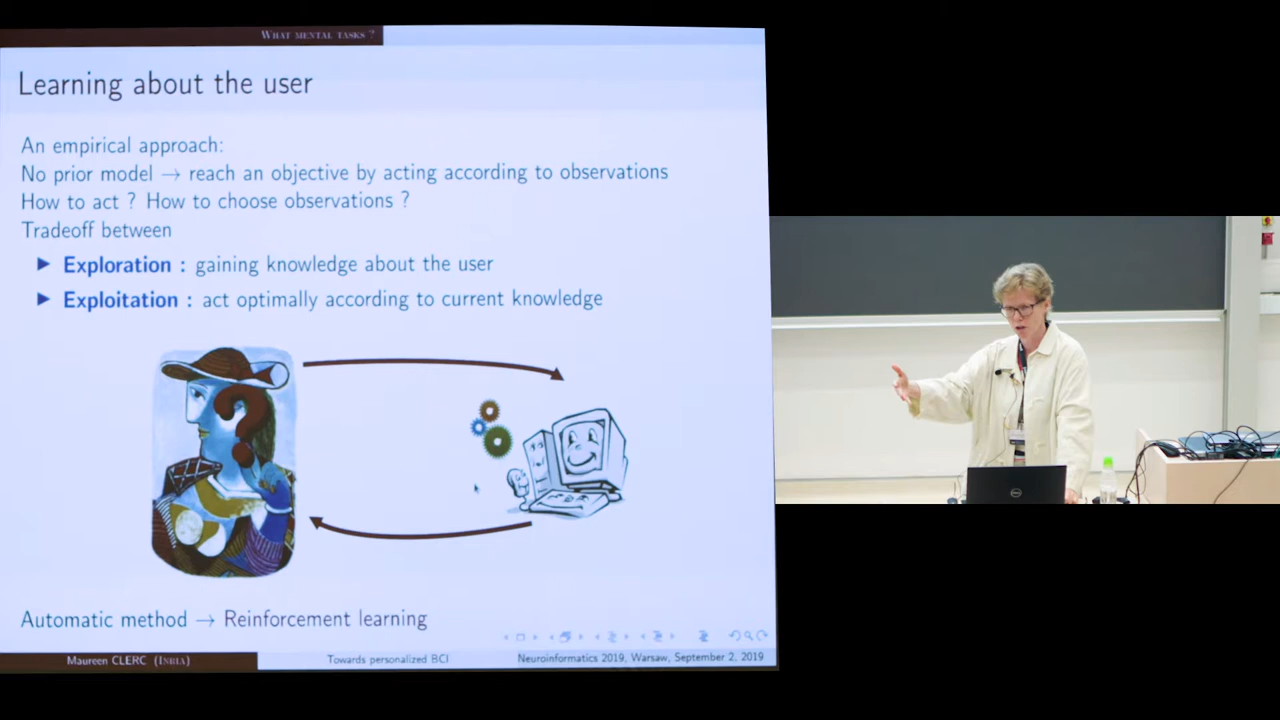 What mental tasks ?
Learning about the user
An empirical approach:
No prior model → reach an objective by acting according to observations
How to act ? How to choose observations ?
Tradeoff between
▶ Exploration : gaining knowledge about the user
▶ Exploitation : act optimally according to current knowledge
Automatic method → Reinforcement learning
Maureen CLERC (Inria) Towards personalized BCI Neuroinformatics 2019, Warsaw, September 2, 2019
DELL